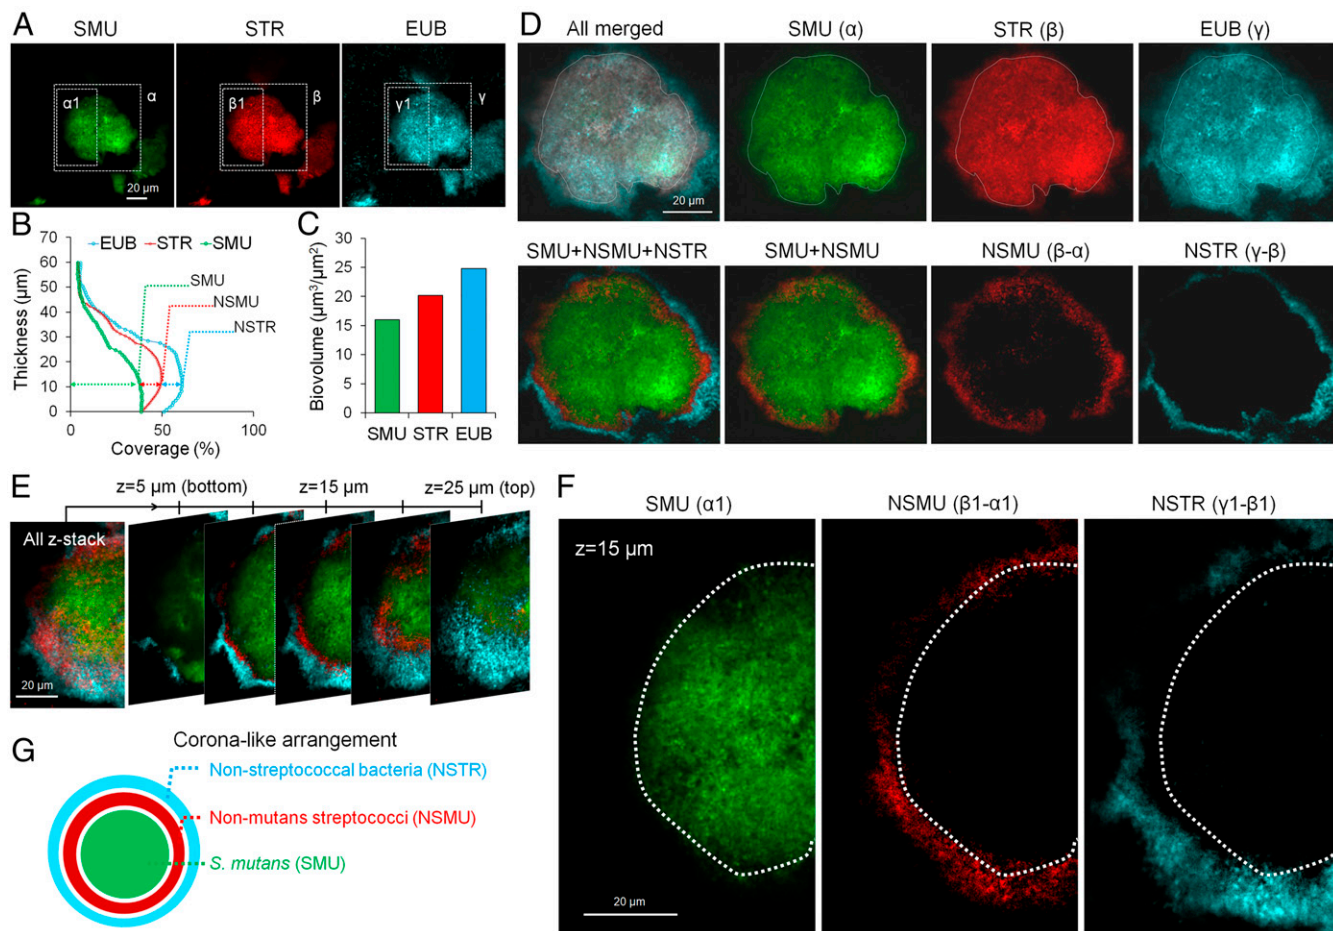 A
SMU
STR
EUB
α1
α
β1
β
γ1
γ
20 µm
B
EUB
STR
SMU
Thickness (µm)
70
60
50
40
30
20
10
0
SMU
NSMU
NSTR
0
50
100
Coverage (%)
C
Biovolume (µm³/µm²)
30
25
20
15
10
5
0
SMU
STR
EUB
D
All merged
SMU (α)
STR (β)
EUB (γ)
20 µm
SMU+NSMU+NSTR
SMU+NSMU
NSMU (β-α)
NSTR (γ-β)
E
z=5 µm (bottom)
z=15 µm
z=25 µm (top)
All z-stack
20 µm
F
SMU (α1)
NSMU (β1-α1)
NSTR (γ1-β1)
z=15 µm
20 µm
G
Corona-like arrangement
Non-streptococcal bacteria (NSTR)
Non-mutans streptococci (NSMU)
S. mutans (SMU)